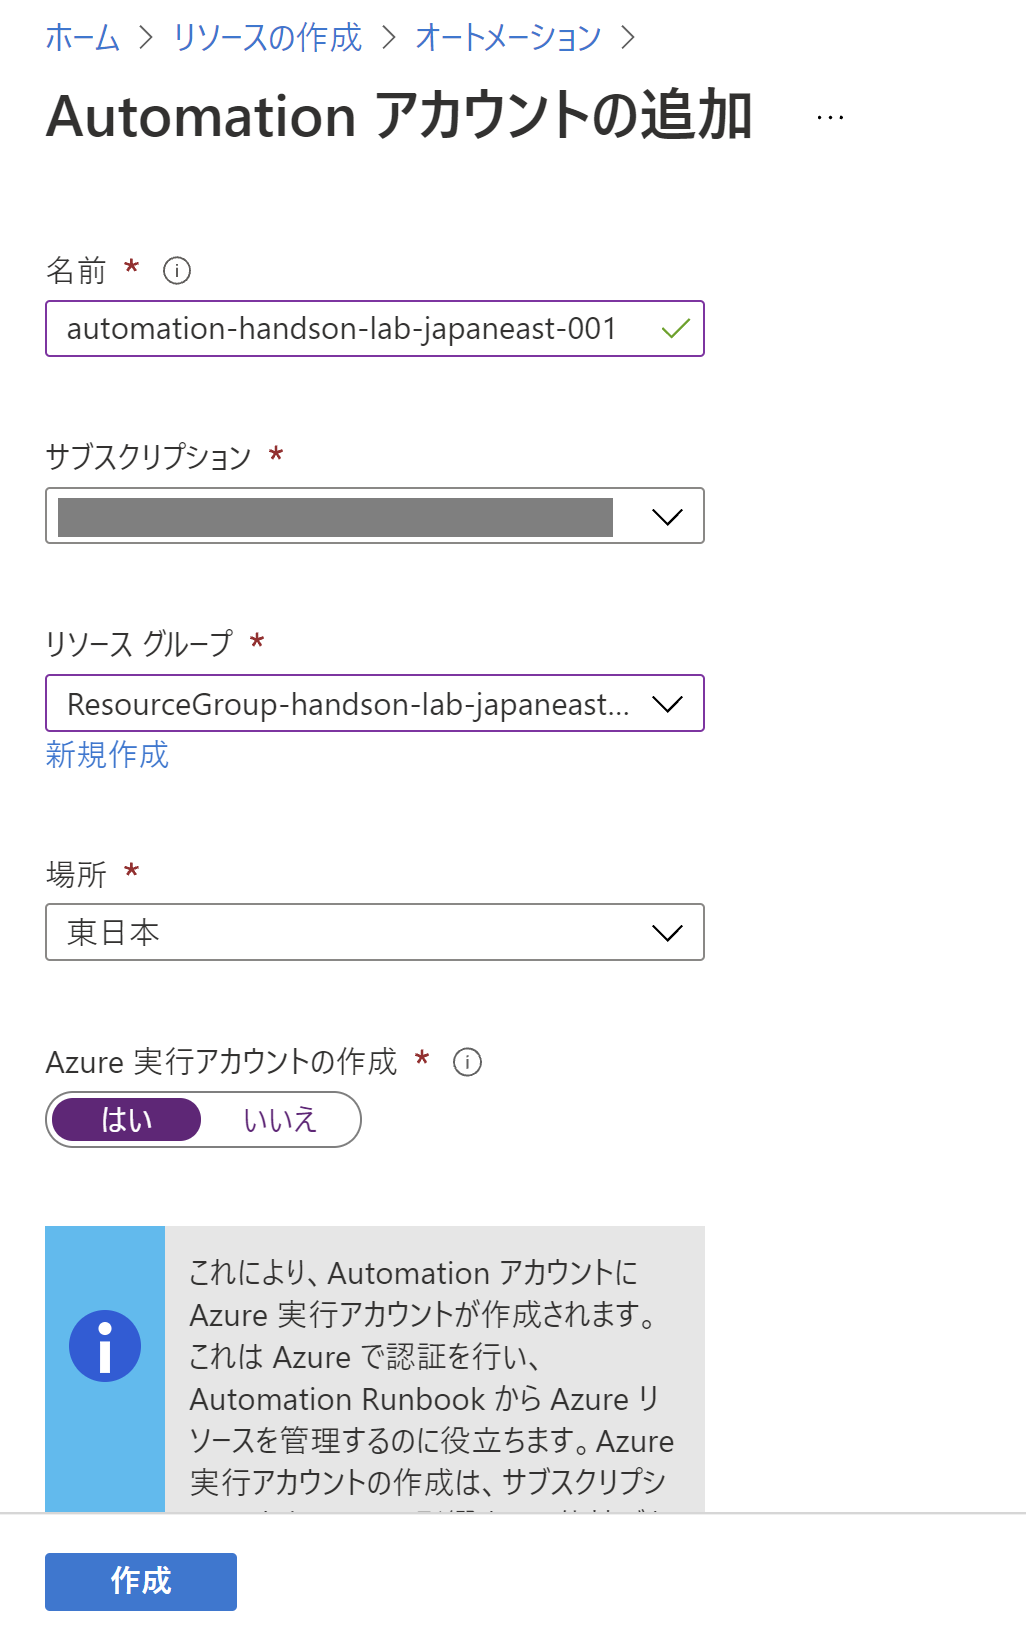 ホーム > リソースの作成 > オートメーション >
Automation アカウントの追加 ...
名前 *
automation-handson-lab-japaneast-001
サブスクリプション *
リソース グループ *
ResourceGroup-handson-lab-japaneast...
新規作成
場所 *
東日本
Azure 実行アカウントの作成 *
はい いいえ
これにより、Automation アカウントに
Azure 実行アカウントが作成されます。
これは Azure で認証を行い、
Automation Runbook から Azure リ
ソースを管理するのに役立ちます。Azure
実行アカウントの作成は、サブスクリプシ
作成